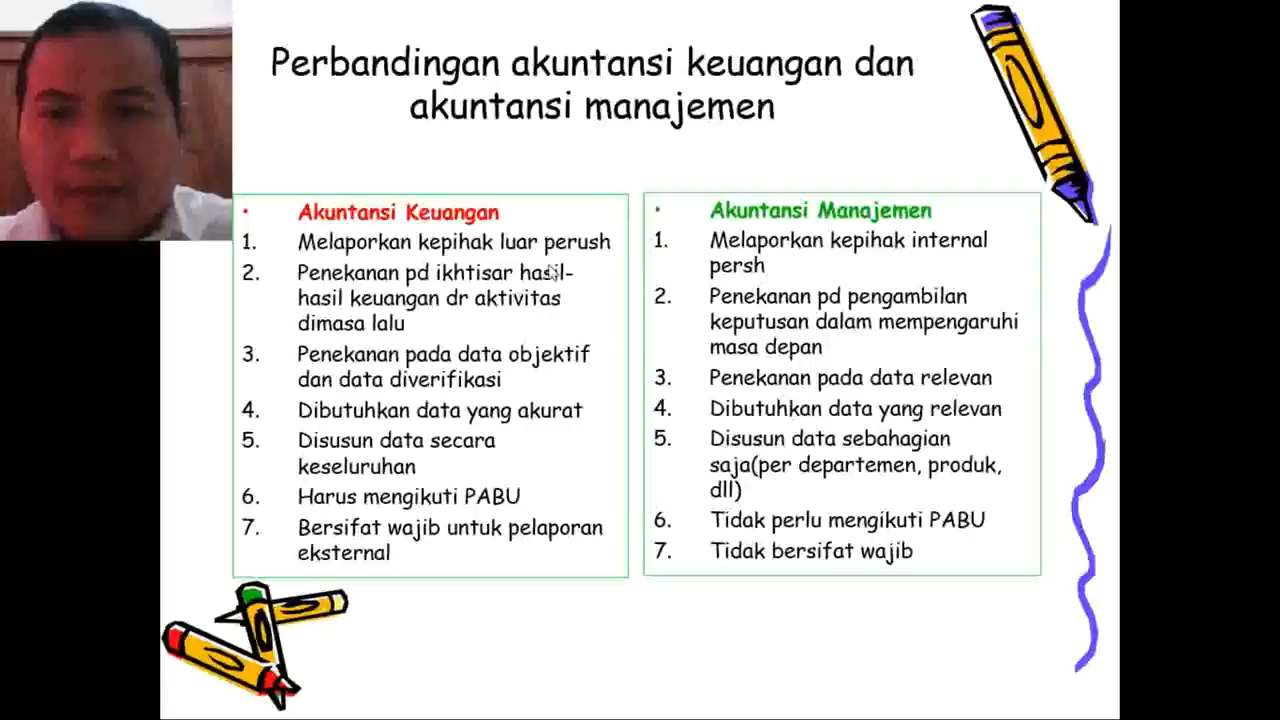 Perbandingan akuntansi keuangan dan
akuntansi manajemen
• Akuntansi Keuangan
1. Melaporkan kepihak luar perush
2. Penekanan pd ikhtisar hasil-
hasil keuangan dr aktivitas
dimasa lalu
3. Penekanan pada data objektif
dan data diverifikasi
4. Dibutuhkan data yang akurat
5. Disusun data secara
keseluruhan
6. Harus mengikuti PABU
7. Bersifat wajib untuk pelaporan
eksternal
• Akuntansi Manajemen
1. Melaporkan kepihak internal
persh
2. Penekanan pd pengambilan
keputusan dalam mempengaruhi
masa depan
3. Penekanan pada data relevan
4. Dibutuhkan data yang relevan
5. Disusun data sebahagian
saja(per departemen, produk,
dll)
6. Tidak perlu mengikuti PABU
7. Tidak bersifat wajib